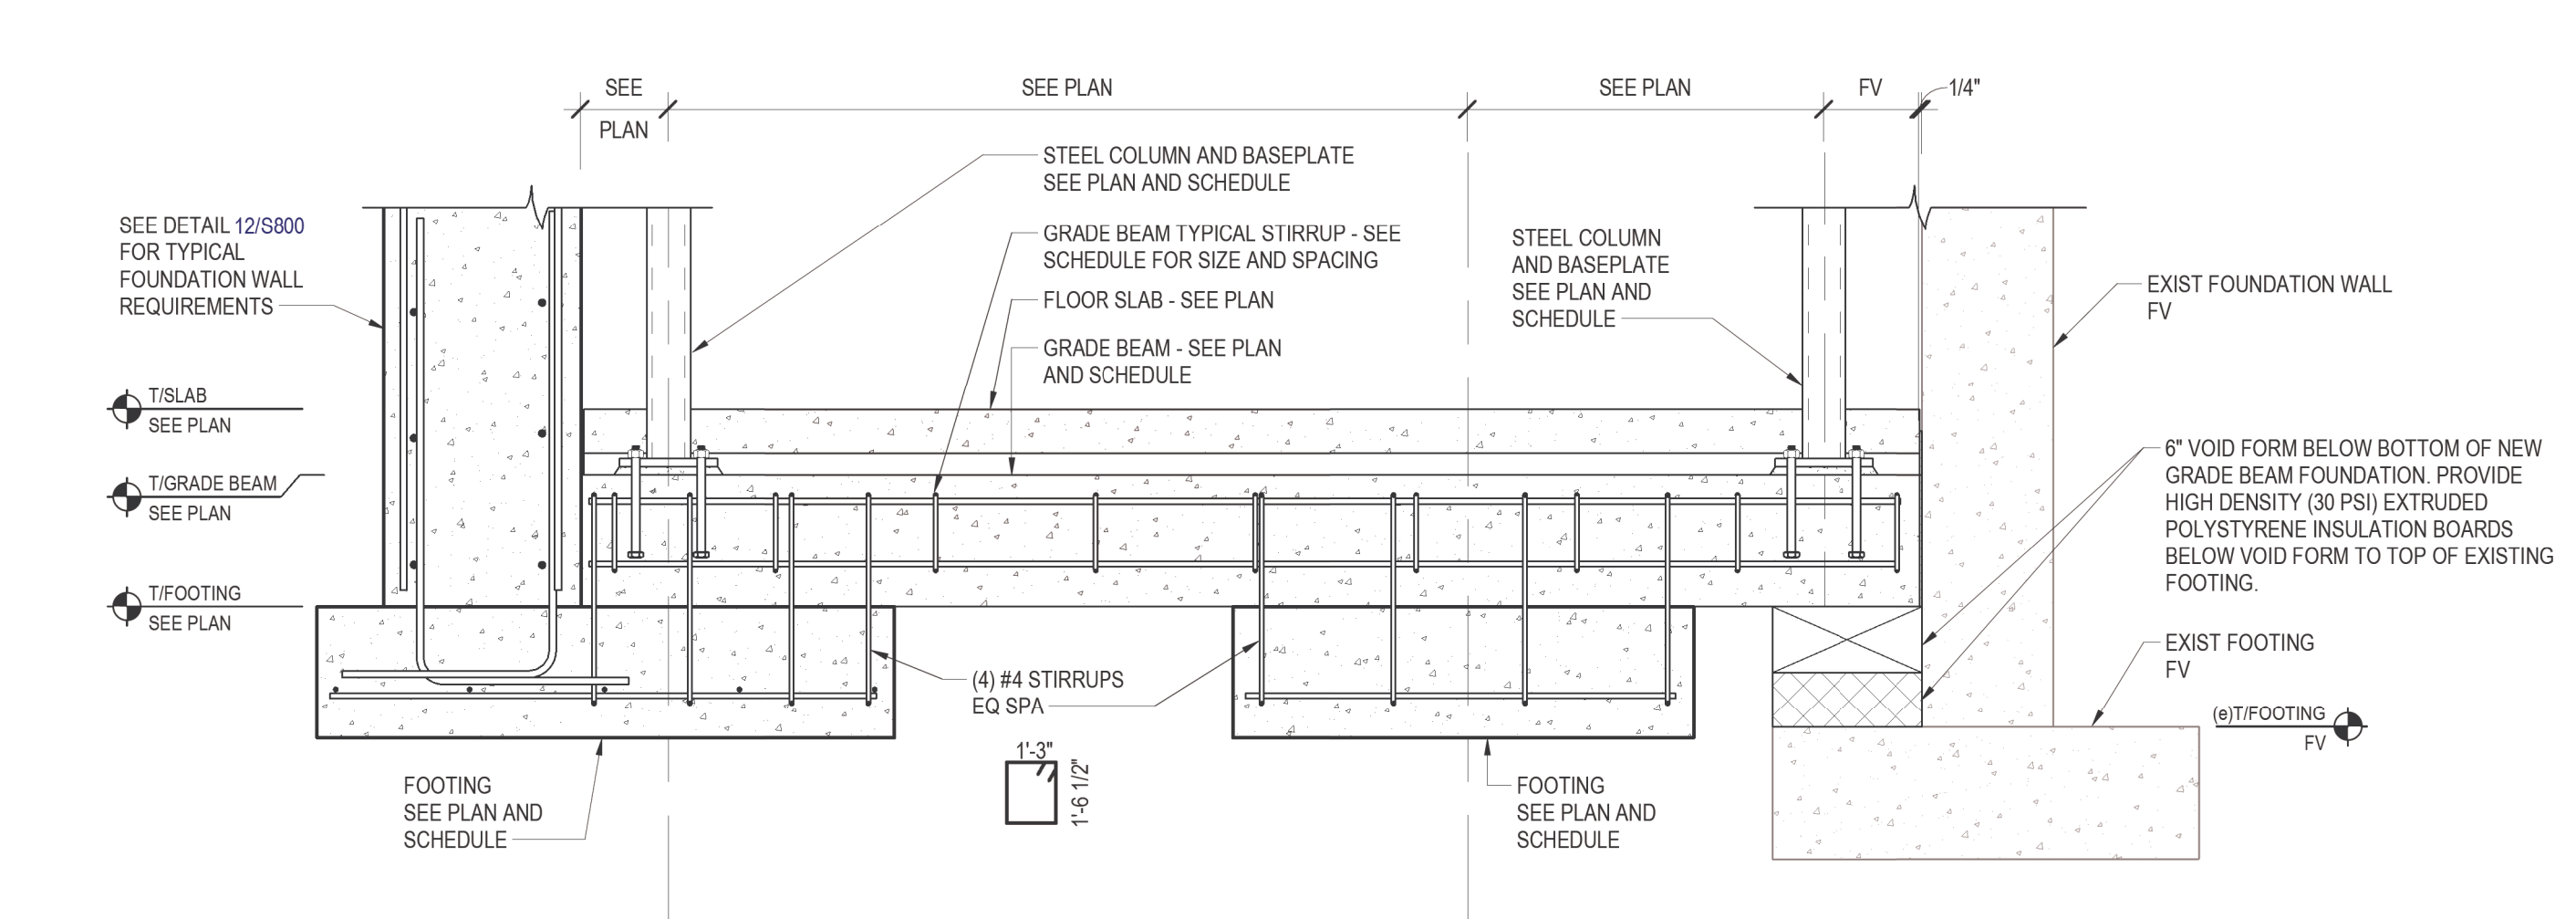 SEE
PLAN
SEE PLAN
SEE PLAN
FV
1/4"
STEEL COLUMN AND BASEPLATE
SEE PLAN AND SCHEDULE
SEE DETAIL 12/S800
FOR TYPICAL
FOUNDATION WALL
REQUIREMENTS
GRADE BEAM TYPICAL STIRRUP - SEE
SCHEDULE FOR SIZE AND SPACING
FLOOR SLAB - SEE PLAN
GRADE BEAM - SEE PLAN
AND SCHEDULE
STEEL COLUMN
AND BASEPLATE
SEE PLAN AND
SCHEDULE
EXIST FOUNDATION WALL
FV
T/SLAB
SEE PLAN
T/GRADE BEAM
SEE PLAN
T/FOOTING
SEE PLAN
6" VOID FORM BELOW BOTTOM OF NEW
GRADE BEAM FOUNDATION. PROVIDE
HIGH DENSITY (30 PSI) EXTRUDED
POLYSTYRENE INSULATION BOARDS
BELOW VOID FORM TO TOP OF EXISTING
FOOTING.
EXIST FOOTING
FV
(e)T/FOOTING
FV
(4) #4 STIRRUPS
EQ SPA
1'-3"
1'-6 1/2"
FOOTING
SEE PLAN AND
SCHEDULE
FOOTING
SEE PLAN AND
SCHEDULE